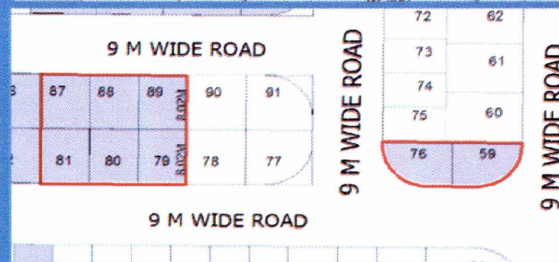 72 62
9 M WIDE ROAD
73 61
87 88 89 8.02M 90 91
74
75 60
9 M WIDE ROAD
9 M WIDE ROAD
76 59
81 80 79 8.02M 78 77
9 M WIDE ROAD